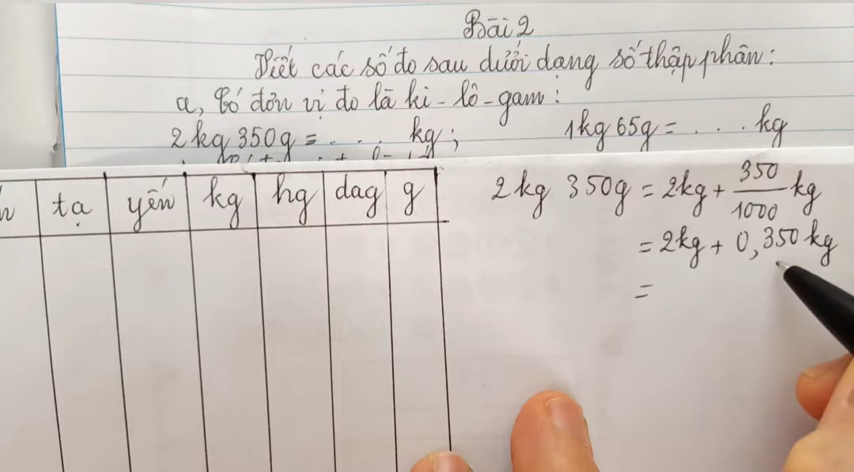 Bài 2
Viết các số đo sau dưới dạng số thập phân:
a, Có đơn vị đo là ki-lô-gam:
2kg 350g = . . . . kg; 1kg 65g = . . . . kg
tạ yến kg hg dag g
2kg 350g = 2kg + 350/1000 kg
= 2kg + 0,350kg
=